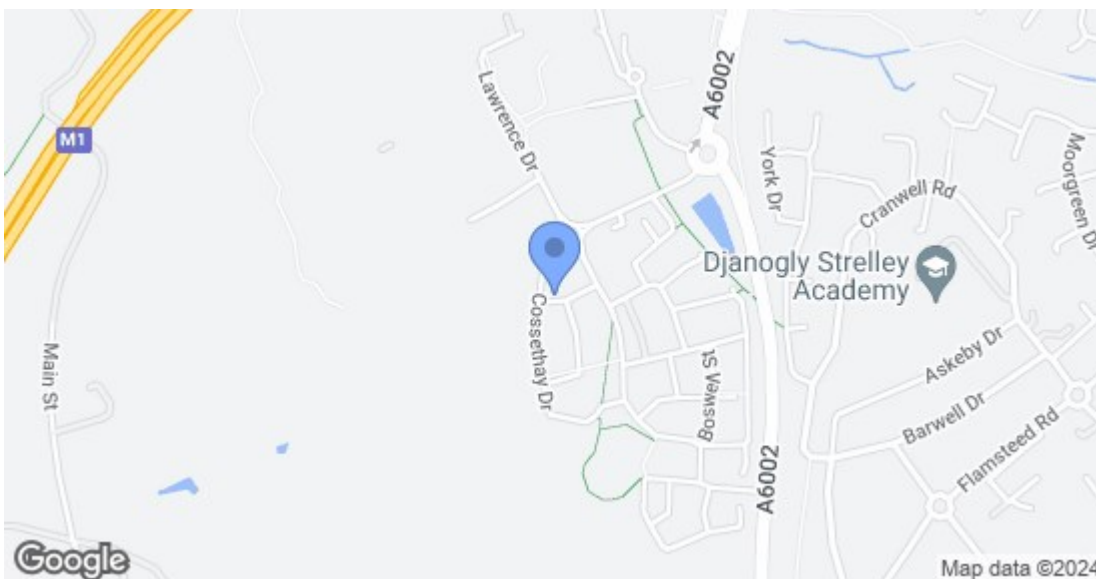 A6002
Lawrence Dr
M1
York Dr
Moorgreen Dr
Cranwell Rd
Djanogly Strelley
Academy
Cossethay Dr
Main St
Boswel St
Askeby Dr
Barwell Dr
Flamsteed Rd
A6002
Google
Map data ©2024